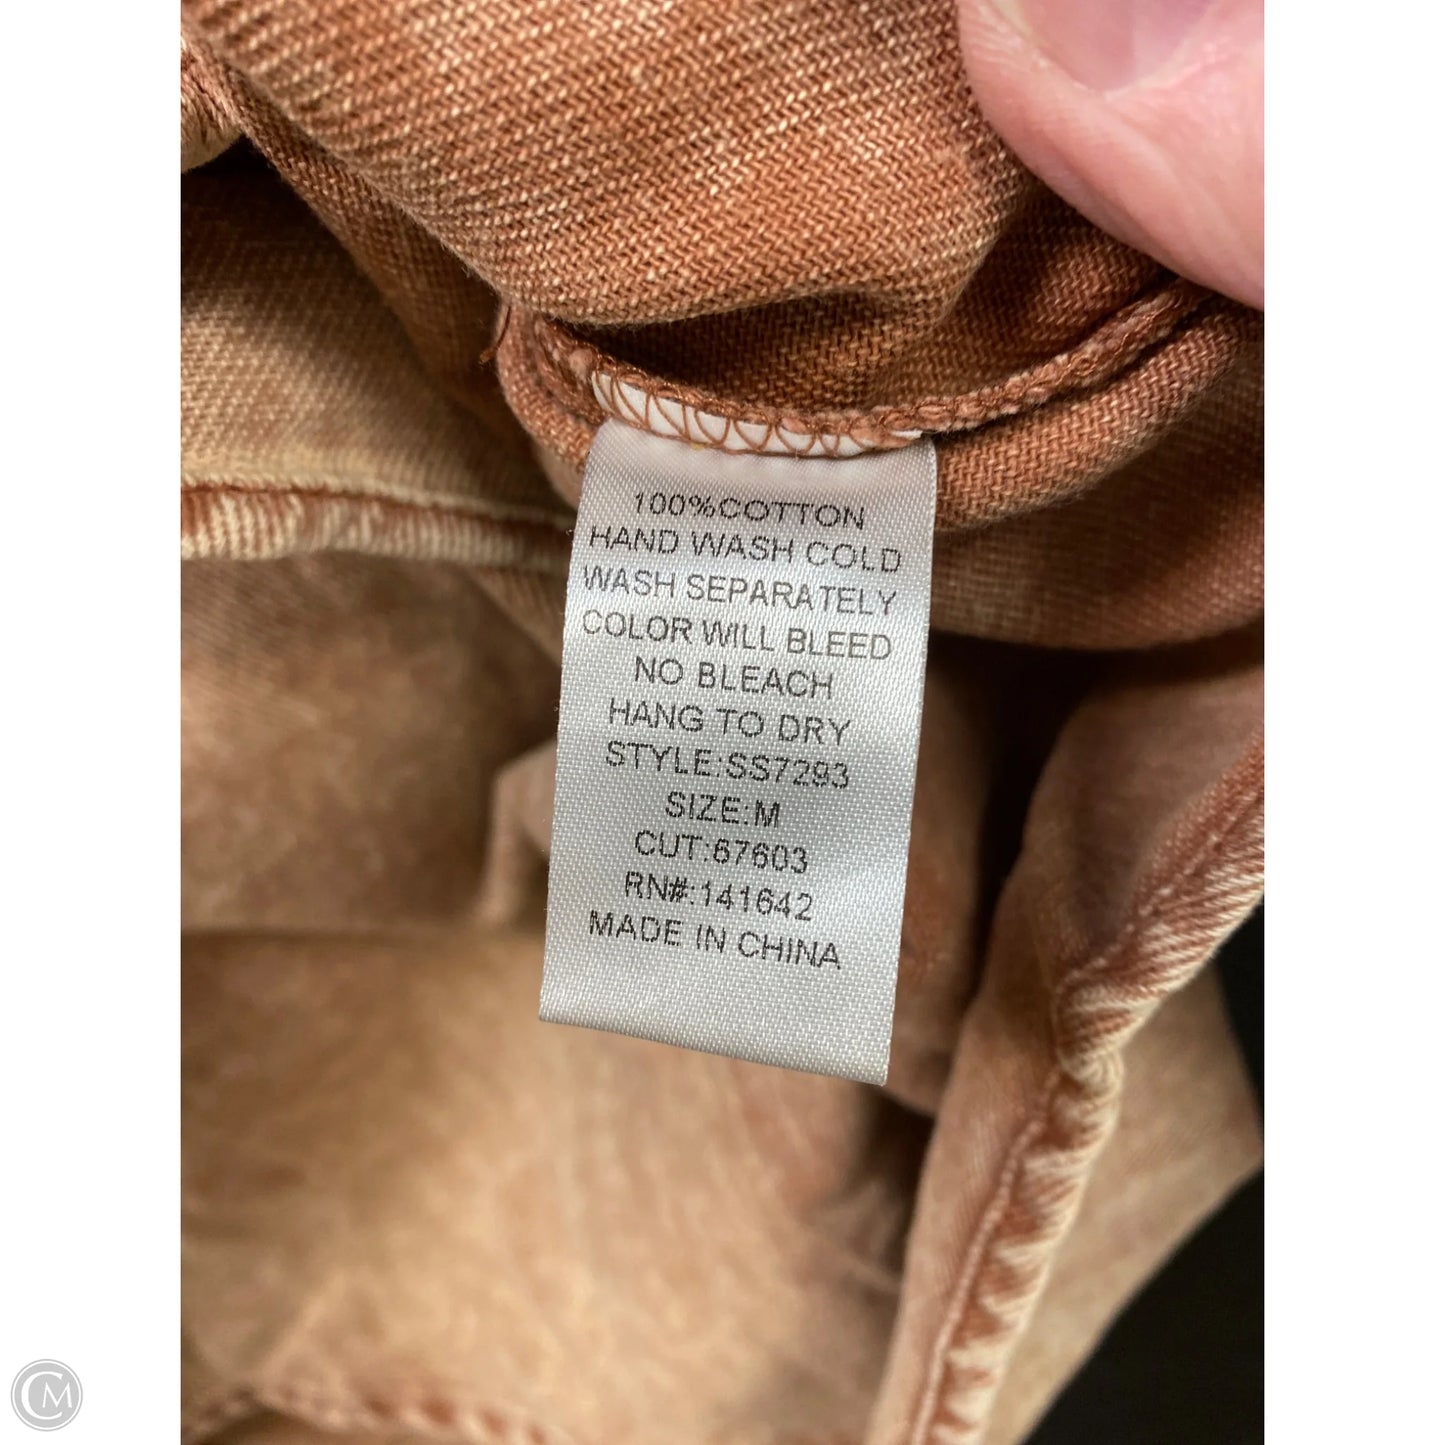 100%COTTON
HAND WASH COLD
WASH SEPARATELY
COLOR WILL BLEED
NO BLEACH
HANG TO DRY
STYLE:SS7293
SIZE:M
CUT:67603
RN#:141642
MADE IN CHINA
CM